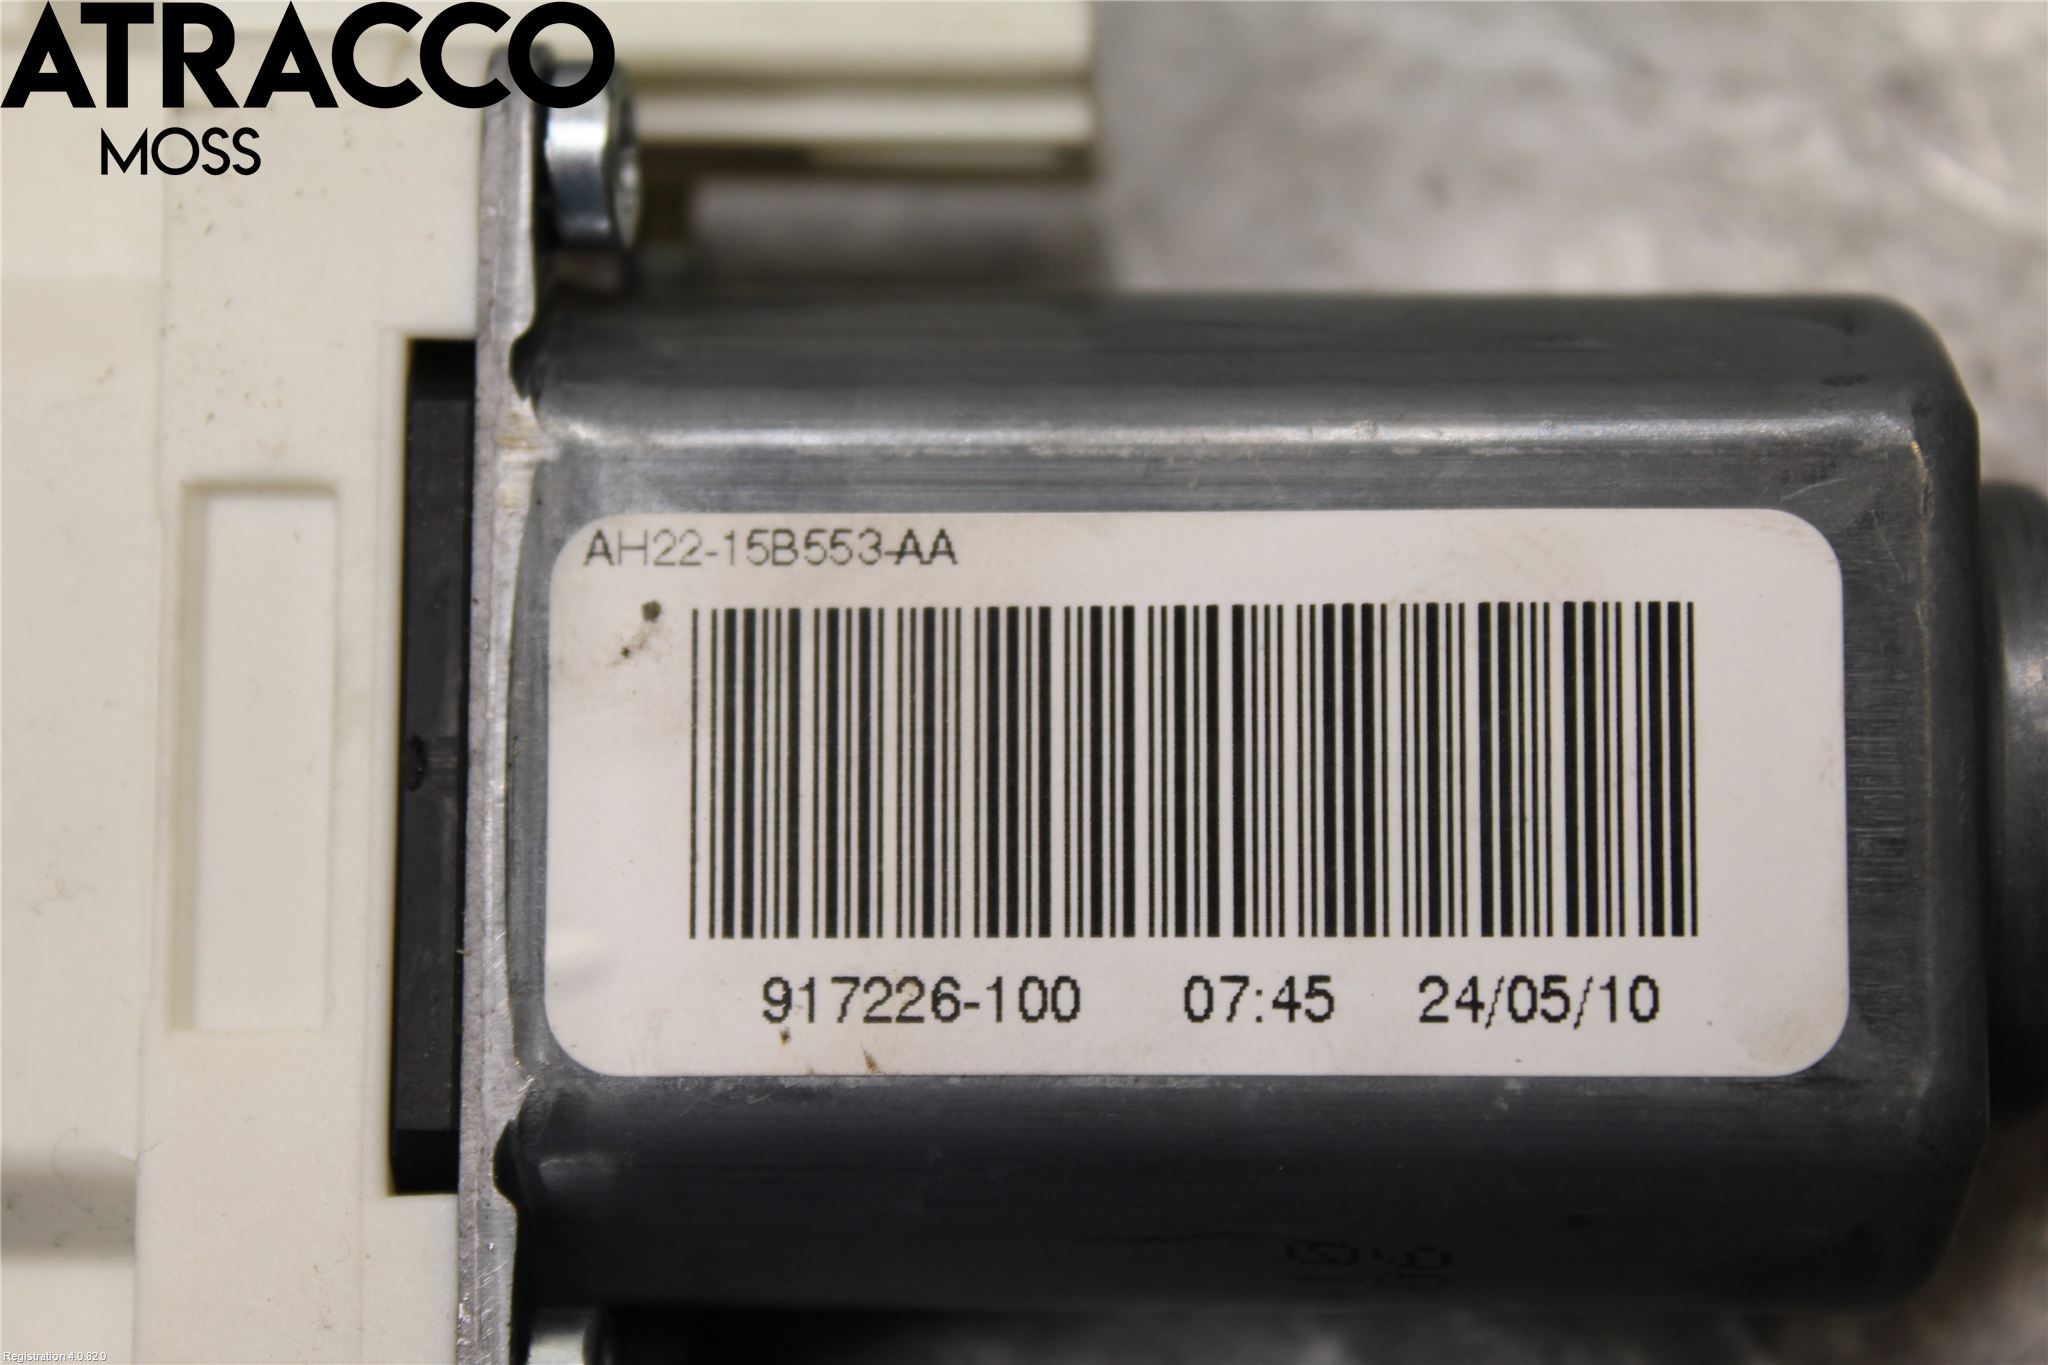 ATRACCO
MOSS
AH22-15B553-AA
917226-100 07:45 24/05/10
Registration 4.0.82.0